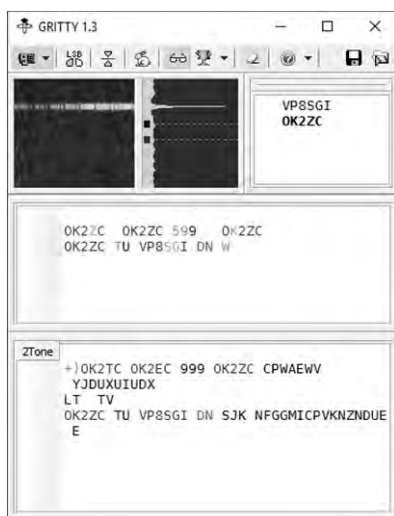 GRITTY 1.3
LSB
VP8SGI
OK2ZC
OK2ZC OK2ZC 599 OK2ZC
OK2ZC TU VP8SGI DN W
2Tone
+)OK2TC OK2EC 999 OK2ZC CPWAEWV
YJDUXUIUDX
LT TV
OK2ZC TU VP8SGI DN SJK NFGGMICPVKNZNDUE
E